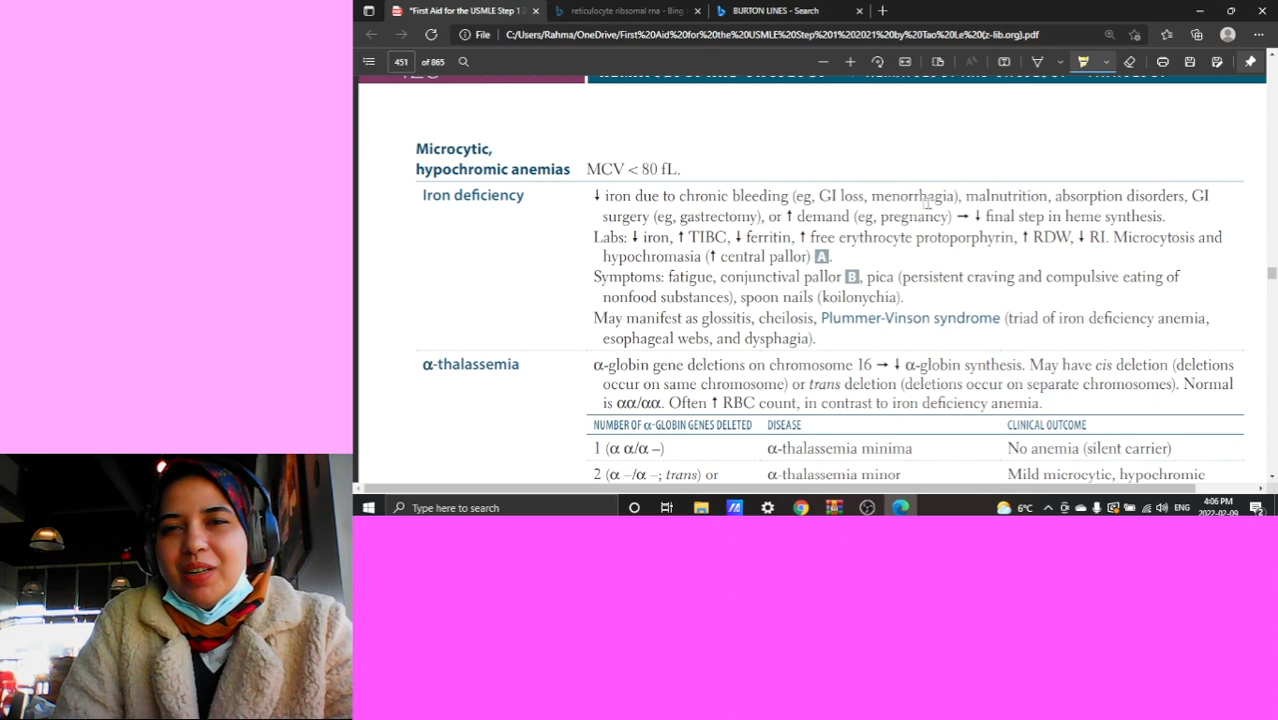 "First Aid for the USMLE Step 1 2
reticulocyte ribsomal rna - Bing
BURTON LINES - Search
File
C:/Users/Rahma/OneDrive/First%20Aid%20for%20the%20USMLE%20Step%201%202021%20by%20Tao%20Le%20(z-lib.org).pdf
451 of 865
Microcytic,
hypochromic anemias
MCV < 80 fL.
Iron deficiency
↓ iron due to chronic bleeding (eg, GI loss, menorrhagia), malnutrition, absorption disorders, GI
surgery (eg, gastrectomy), or ↑ demand (eg, pregnancy) → ↓ final step in heme synthesis.
Labs: ↓ iron, ↑ TIBC, ↓ ferritin, ↑ free erythrocyte protoporphyrin, ↑ RDW, ↓ RI. Microcytosis and
hypochromasia (↑ central pallor) A .
Symptoms: fatigue, conjunctival pallor B , pica (persistent craving and compulsive eating of
nonfood substances), spoon nails (koilonychia).
May manifest as glossitis, cheilosis, Plummer-Vinson syndrome (triad of iron deficiency anemia,
esophageal webs, and dysphagia).
α-thalassemia
α-globin gene deletions on chromosome 16 → ↓ α-globin synthesis. May have cis deletion (deletions
occur on same chromosome) or trans deletion (deletions occur on separate chromosomes). Normal
is αα/αα. Often ↑ RBC count, in contrast to iron deficiency anemia.
NUMBER OF α-GLOBIN GENES DELETED DISEASE CLINICAL OUTCOME
1 (α α/α –) α-thalassemia minima No anemia (silent carrier)
2 (α –/α –; trans) or α-thalassemia minor Mild microcytic, hypochromic
Type here to search
6°C
ENG
4:06 PM
2022-02-09